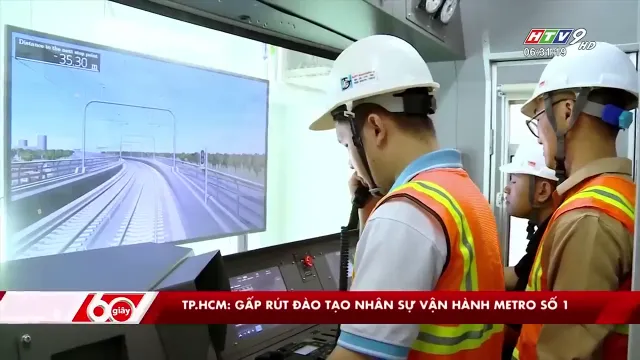 Distance to the next stop point
-35.30 m
HTV9 HD
06:31:19
60 giây
TP.HCM: GẤP RÚT ĐÀO TẠO NHÂN SỰ VẬN HÀNH METRO SỐ 1